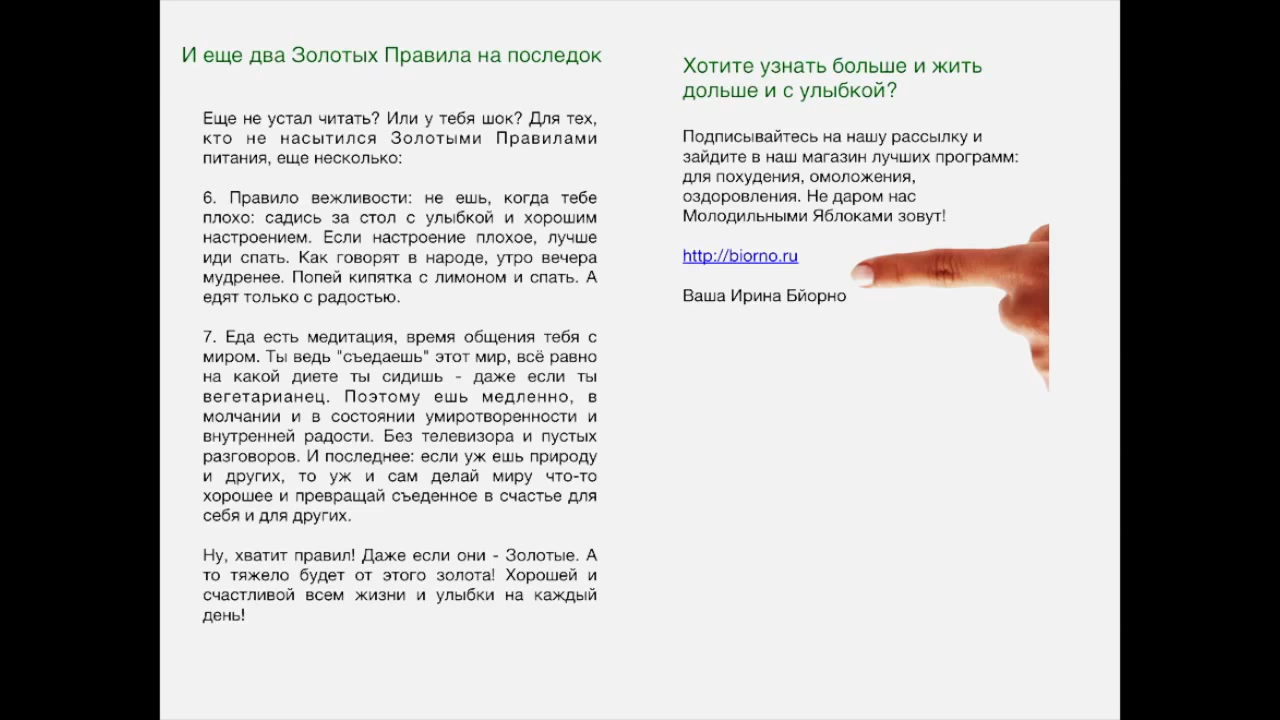 И еще два Золотых Правила на последок
Еще не устал читать? Или у тебя шок? Для тех,
кто не насытился Золотыми Правилами
питания, еще несколько:
6. Правило вежливости: не ешь, когда тебе
плохо: садись за стол с улыбкой и хорошим
настроением. Если настроение плохое, лучше
иди спать. Как говорят в народе, утро вечера
мудренее. Попей кипятка с лимоном и спать. А
едят только с радостью.
7. Еда есть медитация, время общения тебя с
миром. Ты ведь "съедаешь" этот мир, всё равно
на какой диете ты сидишь - даже если ты
вегетарианец. Поэтому ешь медленно, в
молчании и в состоянии умиротворенности и
внутренней радости. Без телевизора и пустых
разговоров. И последнее: если уж ешь природу
и других, то уж и сам делай миру что-то
хорошее и превращай съеденное в счастье для
себя и для других.
Ну, хватит правил! Даже если они - Золотые. А
то тяжело будет от этого золота! Хорошей и
счастливой всем жизни и улыбки на каждый
день!
Хотите узнать больше и жить
дольше и с улыбкой?
Подписывайтесь на нашу рассылку и
зайдите в наш магазин лучших программ:
для похудения, омоложения,
оздоровления. Не даром нас
Молодильными Яблоками зовут!
http://biorno.ru
Ваша Ирина Бйорно